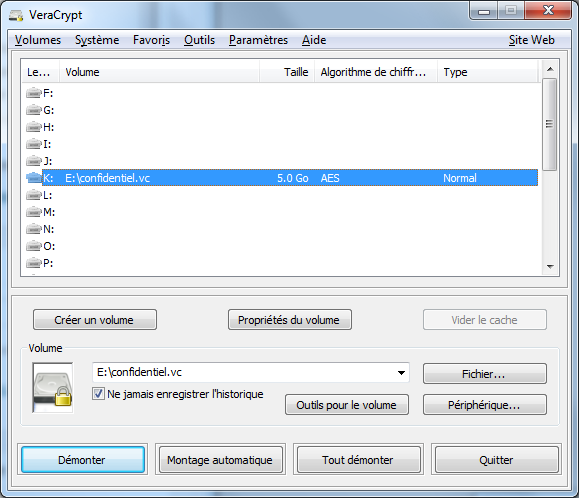 VeraCrypt
Volumes Système Favoris Outils Paramètres Aide Site Web
Le... Volume Taille Algorithme de chiffr... Type
F:
G:
H:
I:
J:
K: E:\confidentiel.vc 5.0 Go AES Normal
L:
M:
N:
O:
P:
Créer un volume Propriétés du volume Vider le cache
Volume
E:\confidentiel.vc Fichier...
Ne jamais enregistrer l'historique
Outils pour le volume Périphérique...
Démonter Montage automatique Tout démonter Quitter